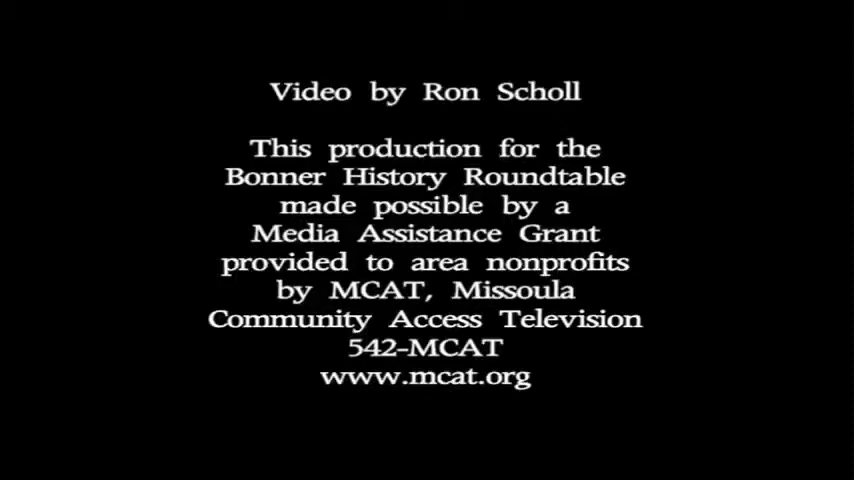 Video by Ron Scholl
This production for the
Bonner History Roundtable
made possible by a
Media Assistance Grant
provided to area nonprofits
by MCAT, Missoula
Community Access Television
542-MCAT
www.mcat.org